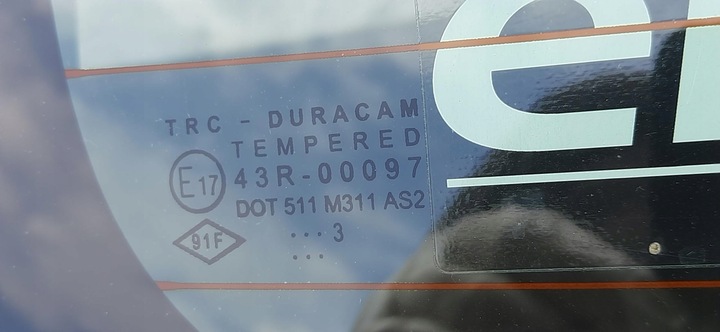 TRC - DURACAM
TEMPERED
E17 43R-00097
DOT 511 M311 AS2
91F ... 3
...
e